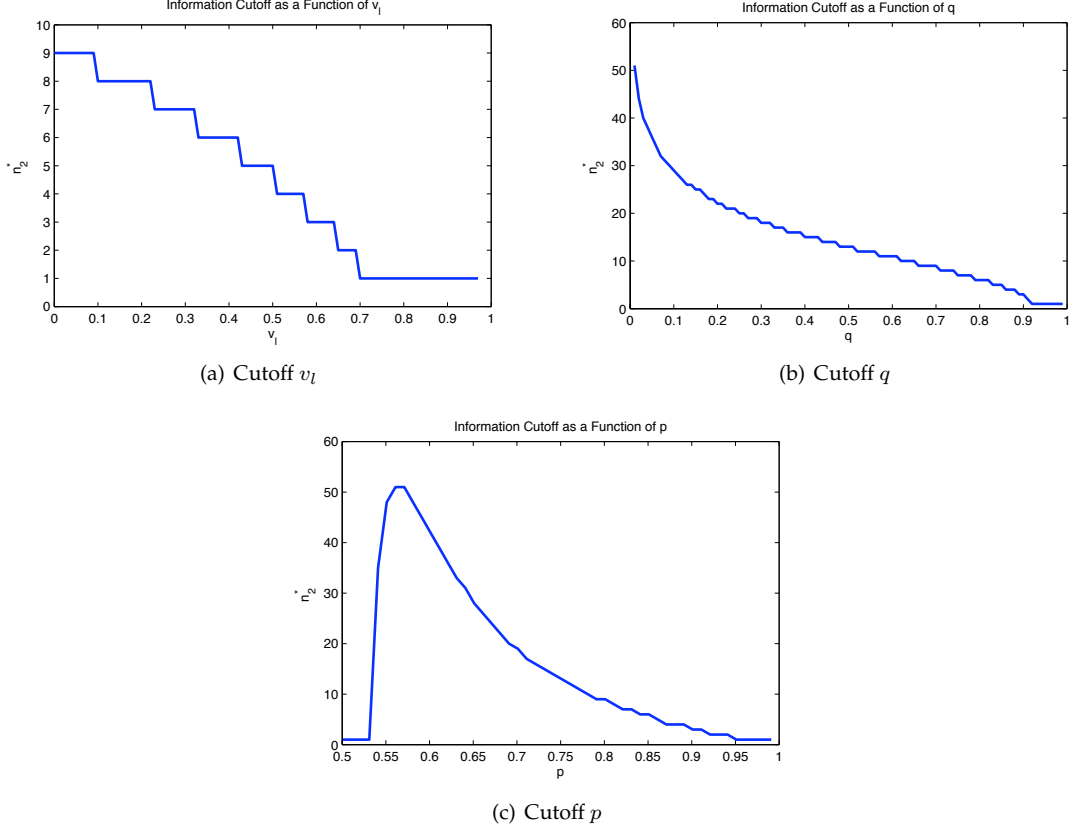 Information Cutoff as a Function of v_l
10
9
8
7
6
5
4
3
2
1
0
n*2
0 0.1 0.2 0.3 0.4 0.5 0.6 0.7 0.8 0.9 1
v_l
(a) Cutoff v_l
Information Cutoff as a Function of q
60
50
40
30
20
10
0
n*2
0 0.1 0.2 0.3 0.4 0.5 0.6 0.7 0.8 0.9 1
q
(b) Cutoff q
Information Cutoff as a Function of p
60
50
40
30
20
10
0
n*2
0.5 0.55 0.6 0.65 0.7 0.75 0.8 0.85 0.9 0.95 1
p
(c) Cutoff p